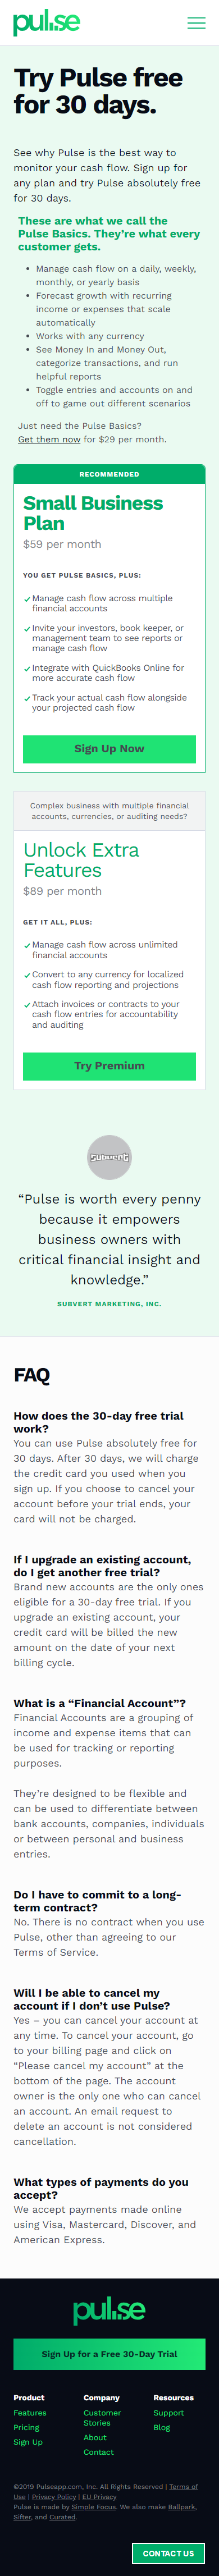 pulse
Try Pulse free
for 30 days.
See why Pulse is the best way to
monitor your cash flow. Sign up for
any plan and try Pulse absolutely free
for 30 days.
These are what we call the
Pulse Basics. They're what every
customer gets.
Manage cash flow on a daily, weekly,
monthly, or yearly basis
Forecast growth with recurring
income or expenses that scale
automatically
Works with any currency
See Money In and Money Out,
categorize transactions, and run
helpful reports
Toggle entries and accounts on and
off to game out different scenarios
Just need the Pulse Basics?
Get them now for $29 per month.
RECOMMENDED
Small Business
Plan
$59 per month
YOU GET PULSE BASICS, PLUS:
Manage cash flow across multiple
financial accounts
Invite your investors, book keeper, or
management team to see reports or
manage cash flow
Integrate with QuickBooks Online for
more accurate cash flow
Track your actual cash flow alongside
your projected cash flow
Sign Up Now
Complex business with multiple financial
accounts, currencies, or auditing needs?
Unlock Extra
Features
$89 per month
GET IT ALL, PLUS:
Manage cash flow across unlimited
financial accounts
Convert to any currency for localized
cash flow reporting and projections
Attach invoices or contracts to your
cash flow entries for accountability
and auditing
Try Premium
SUBVERT
“Pulse is worth every penny
because it empowers
business owners with
critical financial insight and
knowledge.”
SUBVERT MARKETING, INC.
FAQ
How does the 30-day free trial
work?
You can use Pulse absolutely free for
30 days. After 30 days, we will charge
the credit card you used when you
sign up. If you choose to cancel your
account before your trial ends, your
card will not be charged.
If I upgrade an existing account,
do I get another free trial?
Brand new accounts are the only ones
eligible for a 30-day free trial. If you
upgrade an existing account, your
credit card will be billed the new
amount on the date of your next
billing cycle.
What is a “Financial Account”?
Financial Accounts are a grouping of
income and expense items that can
be used for tracking or reporting
purposes.
They're designed to be flexible and
can be used to differentiate between
bank accounts, companies, individuals
or between personal and business
entries.
Do I have to commit to a long-
term contract?
No. There is no contract when you use
Pulse, other than agreeing to our
Terms of Service.
Will I be able to cancel my
account if I don't use Pulse?
Yes – you can cancel your account at
any time. To cancel your account, go
to your billing page and click on
“Please cancel my account” at the
bottom of the page. The account
owner is the only one who can cancel
an account. An email request to
delete an account is not considered
cancellation.
What types of payments do you
accept?
We accept payments made online
using Visa, Mastercard, Discover, and
American Express.
pulse
Sign Up for a Free 30-Day Trial
Product
Features
Pricing
Sign Up
Company
Customer
Stories
About
Contact
Resources
Support
Blog
©2019 Pulseapp.com, Inc. All Rights Reserved | Terms of
Use | Privacy Policy | EU Privacy
Pulse is made by Simple Focus. We also make Ballpark,
Sifter, and Curated.
CONTACT US